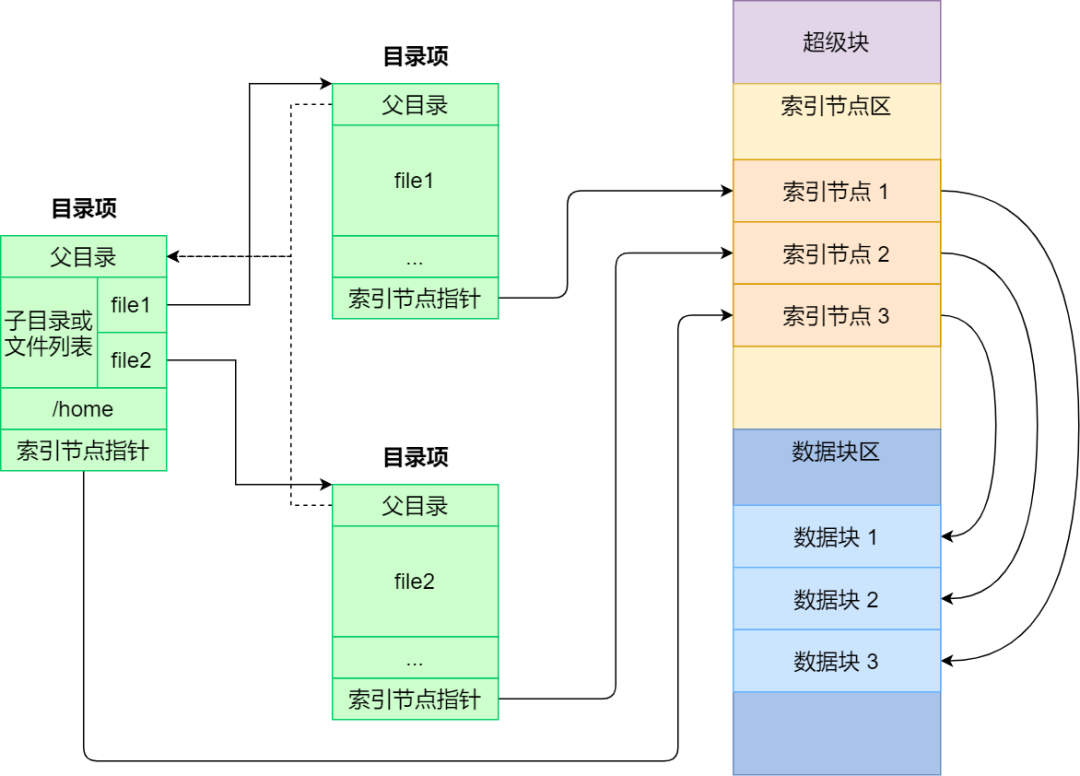 目录项
父目录
子目录或
文件列表
file1
file2
/home
索引节点指针
目录项
父目录
file1
...
索引节点指针
目录项
父目录
file2
...
索引节点指针
超级块
索引节点区
索引节点 1
索引节点 2
索引节点 3
数据块区
数据块 1
数据块 2
数据块 3